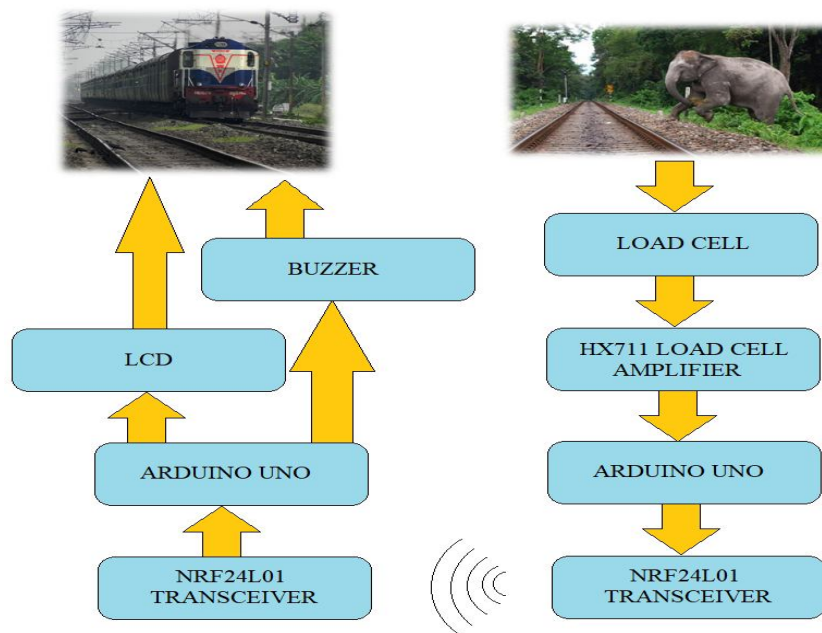 BUZZER
LCD
ARDUINO UNO
NRF24L01
TRANSCEIVER
LOAD CELL
HX711 LOAD CELL
AMPLIFIER
ARDUINO UNO
NRF24L01
TRANSCEIVER